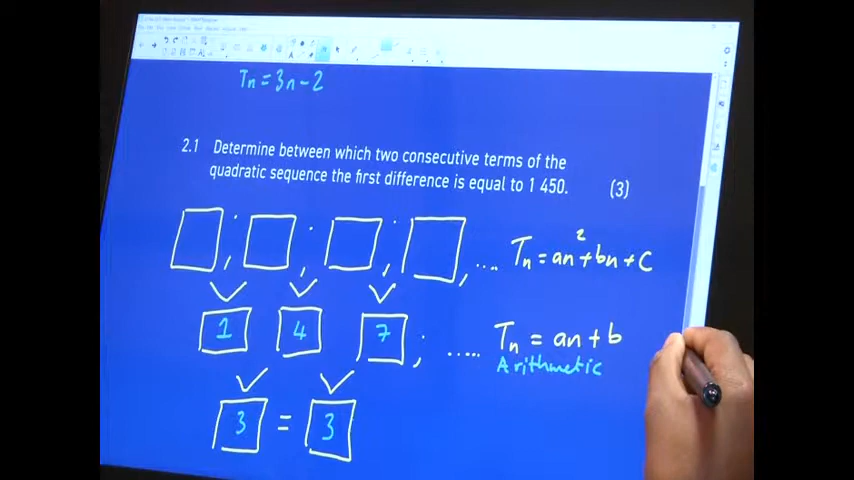 Tn = 3n - 2
2.1 Determine between which two consecutive terms of the
quadratic sequence the first difference is equal to 1 450. (3)
; ; ; ; .... Tn = an² + bn + C
1 4 7 ; ..... Tn = an + b
Arithmetic
3 = 3